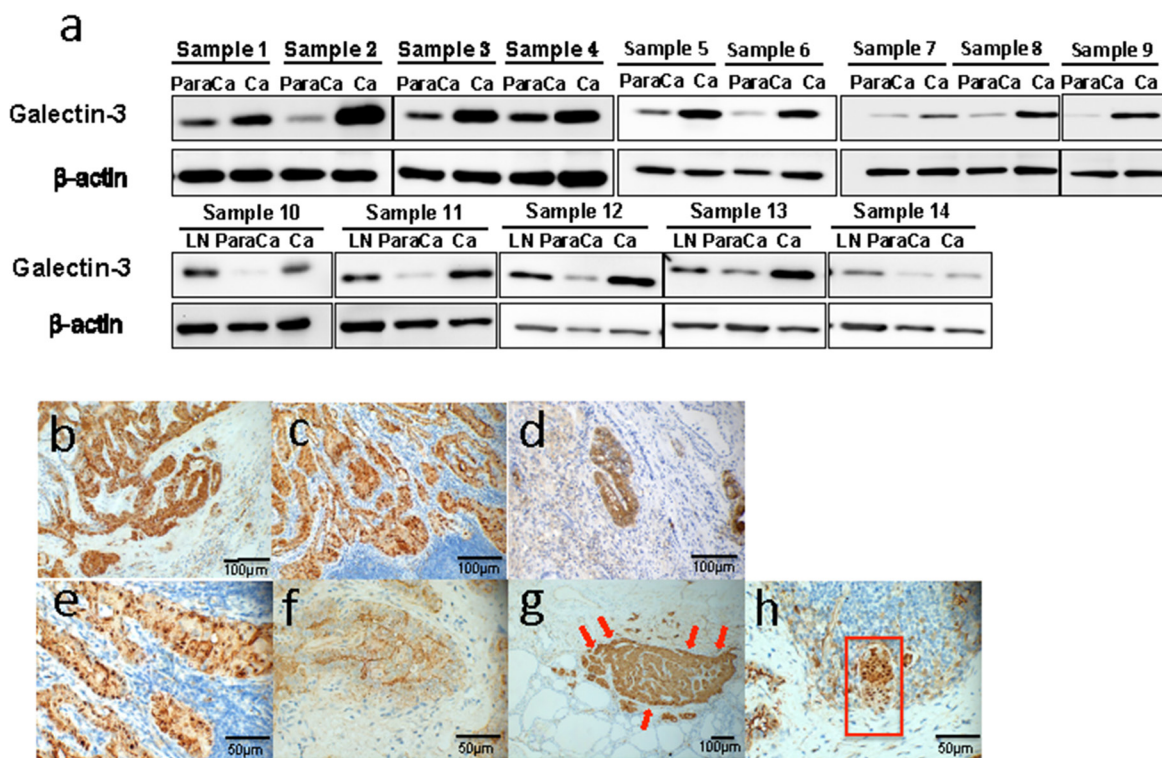 a
Sample 1 Sample 2 Sample 3 Sample 4 Sample 5 Sample 6 Sample 7 Sample 8 Sample 9
ParaCa Ca ParaCa Ca ParaCa Ca ParaCa Ca ParaCa Ca ParaCa Ca ParaCa Ca ParaCa Ca ParaCa Ca
Galectin-3
β-actin
Sample 10 Sample 11 Sample 12 Sample 13 Sample 14
LN ParaCa Ca LN ParaCa Ca LN ParaCa Ca LN ParaCa Ca LN ParaCa Ca
Galectin-3
β-actin
b c d
100μm 100μm 100μm
e f g h
50μm 50μm 100μm 50μm